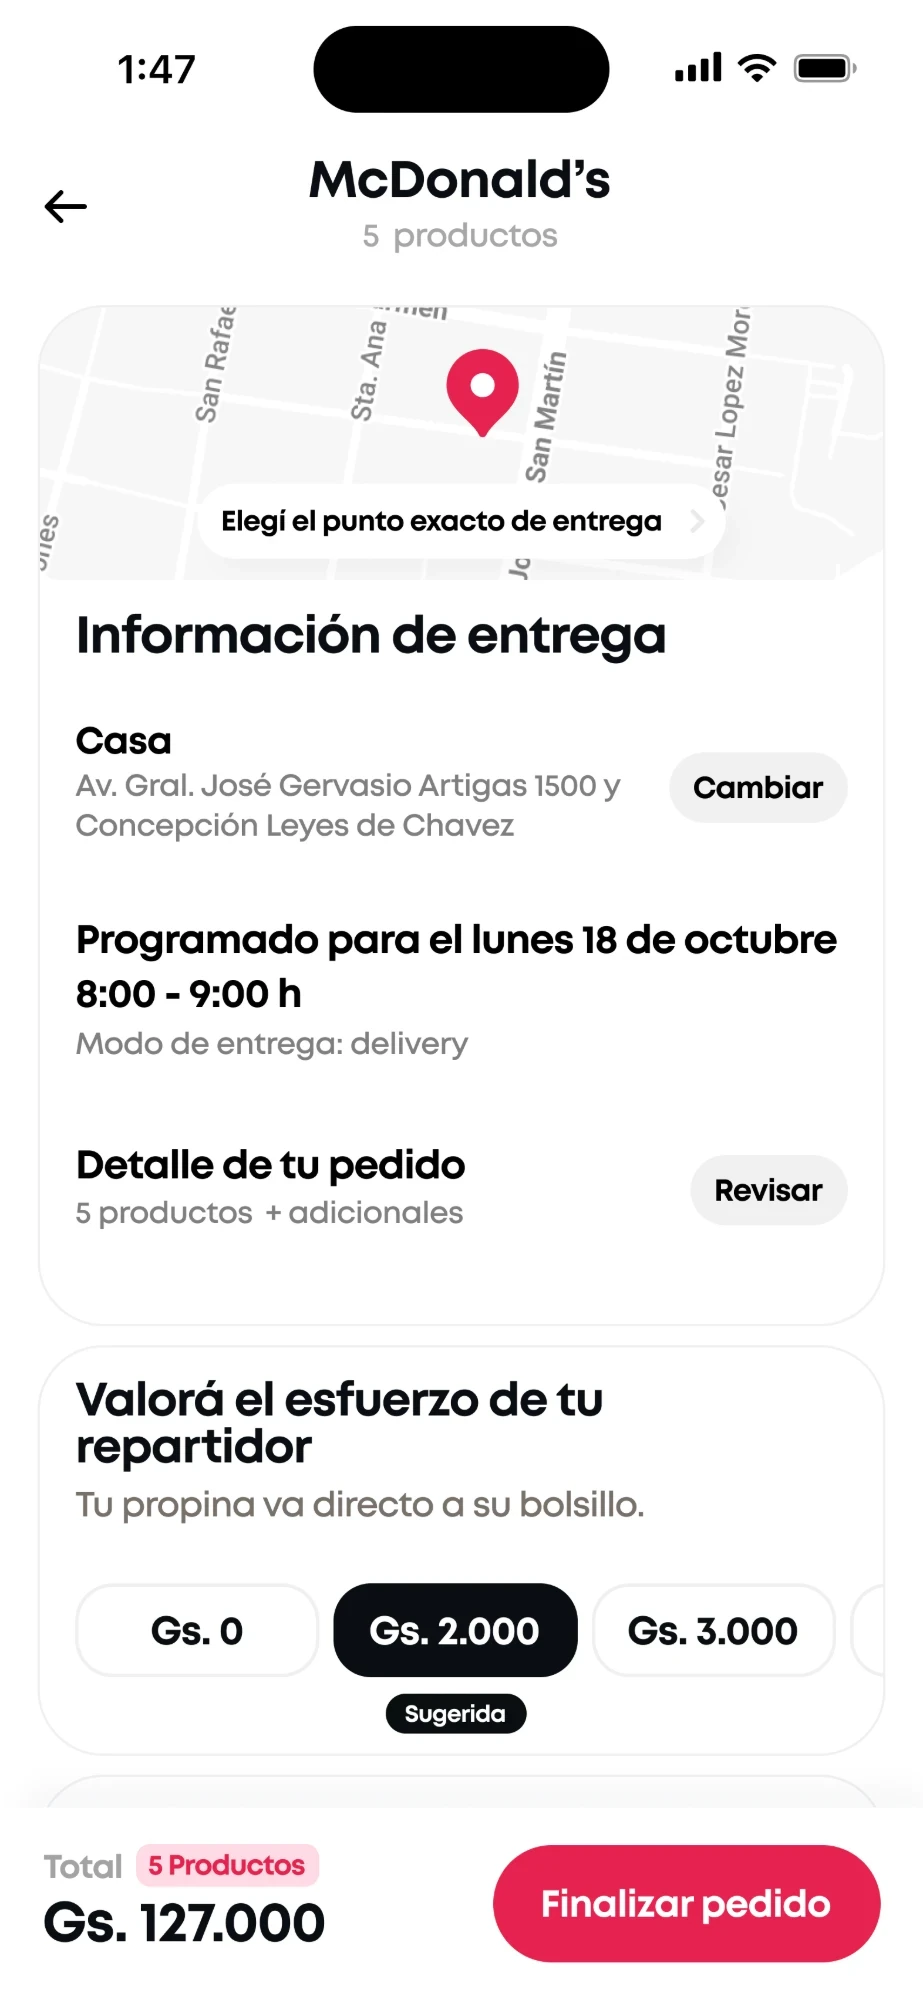 1:47
McDonald's
5 productos
San Rafae
Sta. Ana
San Martín
esar Lopez Mor
Elegí el punto exacto de entrega
Información de entrega
Casa
Av. Gral. José Gervasio Artigas 1500 y
Concepción Leyes de Chavez
Cambiar
Programado para el lunes 18 de octubre
8:00 - 9:00 h
Modo de entrega: delivery
Detalle de tu pedido
5 productos + adicionales
Revisar
Valorá el esfuerzo de tu
repartidor
Tu propina va directo a su bolsillo.
Gs. 0
Gs. 2.000
Gs. 3.000
Sugerida
Total
5 Productos
Gs. 127.000
Finalizar pedido